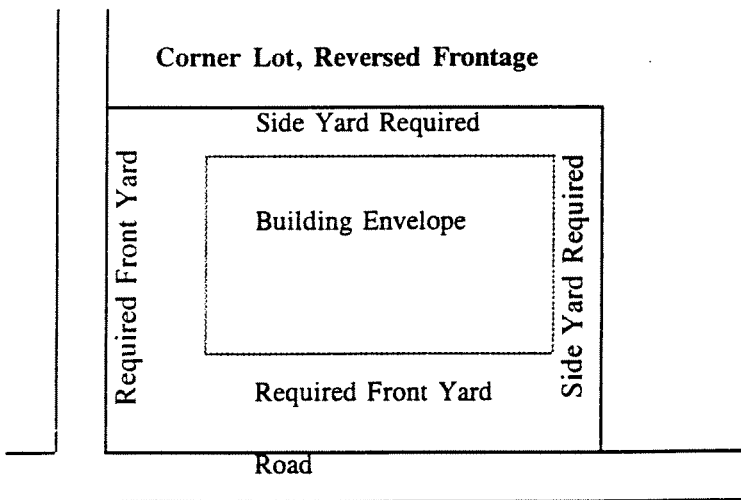 Corner Lot, Reversed Frontage
Side Yard Required
Required Front Yard
Building Envelope
Side Yard Required
Required Front Yard
Road